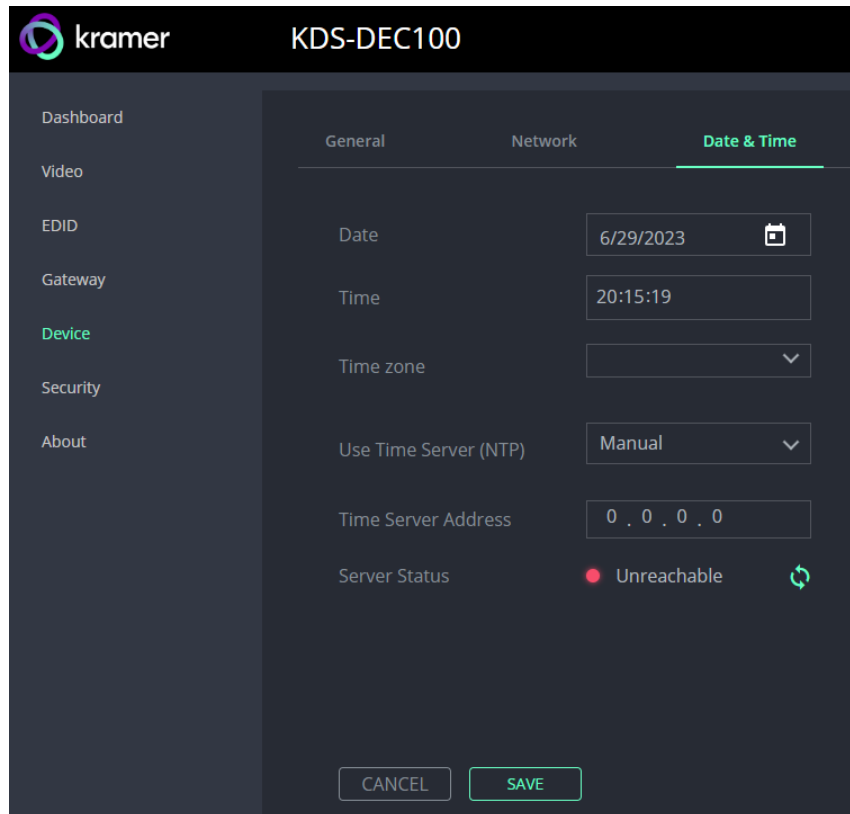 kramer KDS-DEC100
Dashboard
Video
EDID
Gateway
Device
Security
About
General Network Date & Time
Date 6/29/2023
Time 20:15:19
Time zone
Use Time Server (NTP) Manual
Time Server Address 0 . 0 . 0 . 0
Server Status Unreachable
CANCEL SAVE